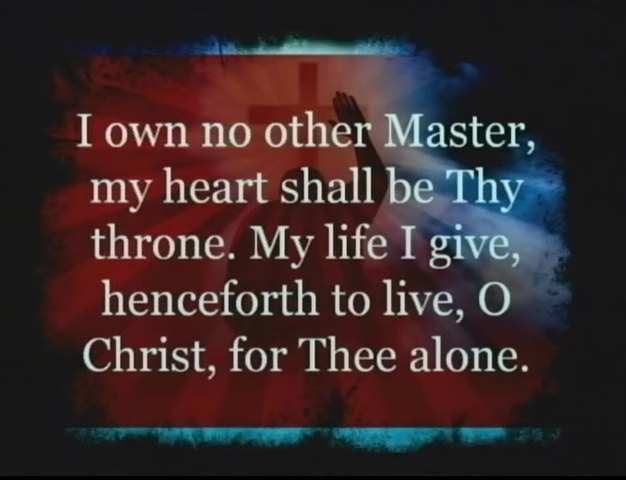 I own no other Master,
my heart shall be Thy
throne. My life I give,
henceforth to live, O
Christ, for Thee alone.